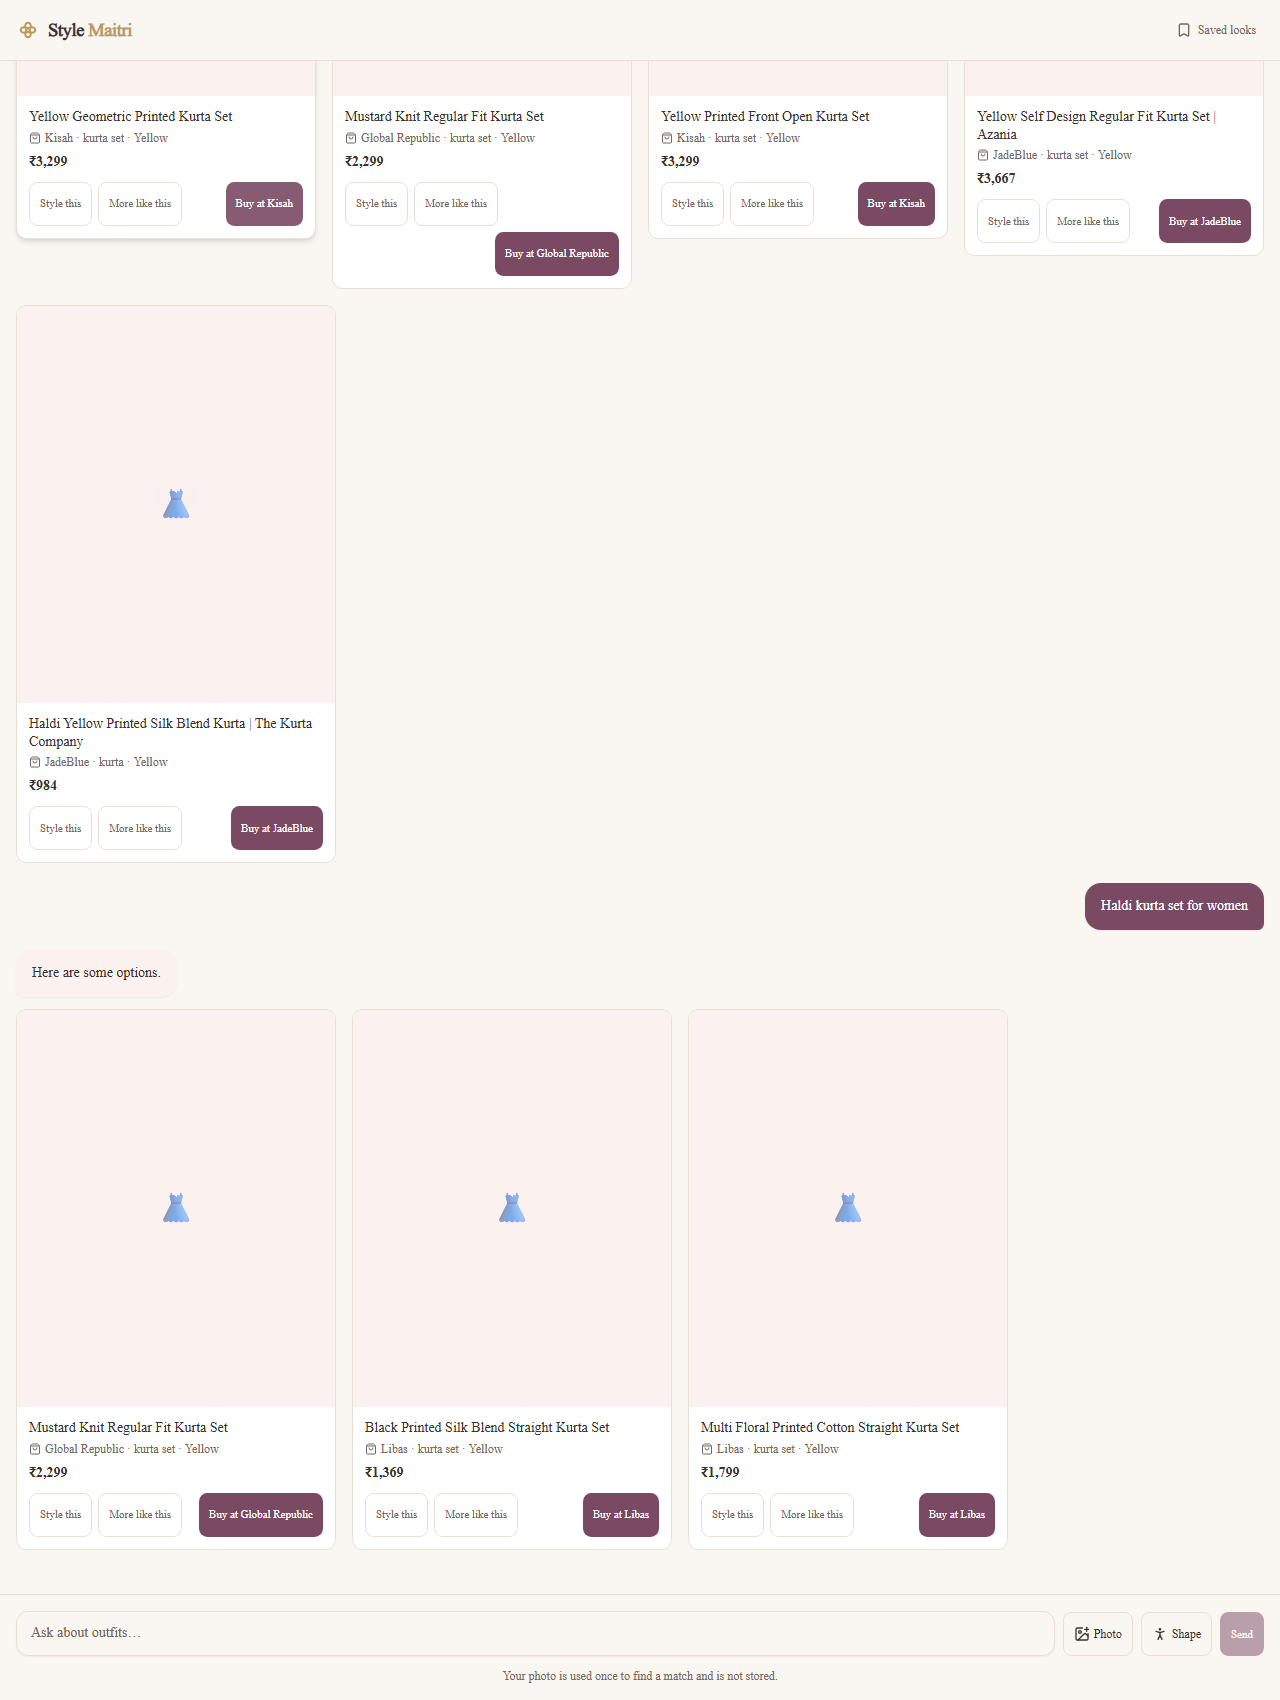 Style Maitri
Saved looks
Yellow Geometric Printed Kurta Set
Kisah · kurta set · Yellow
₹3,299
Style this
More like this
Buy at Kisah
Mustard Knit Regular Fit Kurta Set
Global Republic · kurta set · Yellow
₹2,299
Style this
More like this
Buy at Global Republic
Yellow Printed Front Open Kurta Set
Kisah · kurta set · Yellow
₹3,299
Style this
More like this
Buy at Kisah
Yellow Self Design Regular Fit Kurta Set |
Azania
JadeBlue · kurta set · Yellow
₹3,667
Style this
More like this
Buy at JadeBlue
Haldi Yellow Printed Silk Blend Kurta | The Kurta
Company
JadeBlue · kurta · Yellow
₹984
Style this
More like this
Buy at JadeBlue
Haldi kurta set for women
Here are some options.
Mustard Knit Regular Fit Kurta Set
Global Republic · kurta set · Yellow
₹2,299
Style this
More like this
Buy at Global Republic
Black Printed Silk Blend Straight Kurta Set
Libas · kurta set · Yellow
₹1,369
Style this
More like this
Buy at Libas
Multi Floral Printed Cotton Straight Kurta Set
Libas · kurta set · Yellow
₹1,799
Style this
More like this
Buy at Libas
Ask about outfits…
Photo
Shape
Send
Your photo is used once to find a match and is not stored.